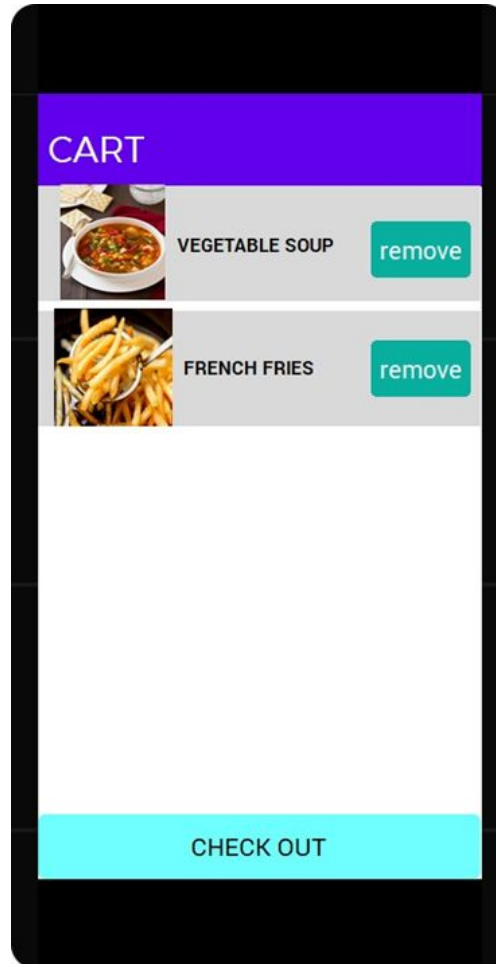 CART
VEGETABLE SOUP
remove
FRENCH FRIES
remove
CHECK OUT